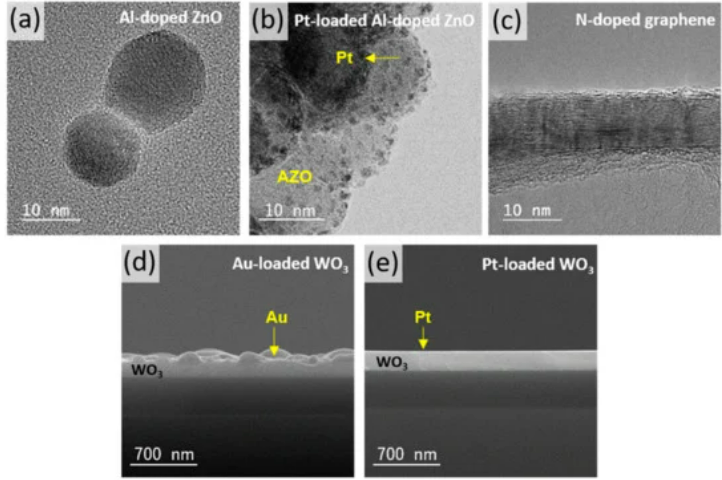 (a) Al-doped ZnO
10 nm
(b) Pt-loaded Al-doped ZnO
Pt
AZO
10 nm
(c) N-doped graphene
10 nm
(d) Au-loaded WO₃
Au
WO₃
700 nm
(e) Pt-loaded WO₃
Pt
WO₃
700 nm